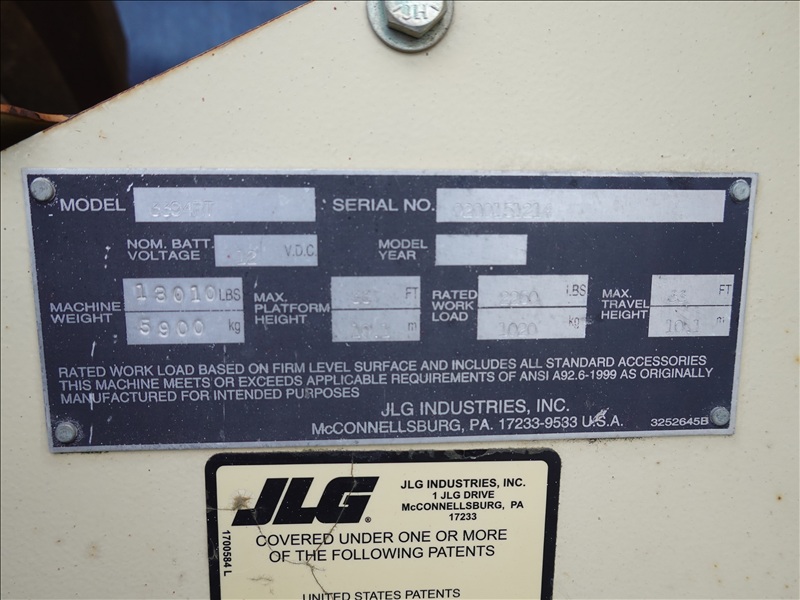 MODEL SERIAL NO.
NOM. BATT. VOLTAGE V.D.C. MODEL YEAR
MACHINE WEIGHT 13010 LBS 5900 kg MAX. PLATFORM HEIGHT FT m RATED WORK LOAD LBS kg MAX. TRAVEL HEIGHT FT m
RATED WORK LOAD BASED ON FIRM LEVEL SURFACE AND INCLUDES ALL STANDARD ACCESSORIES
THIS MACHINE MEETS OR EXCEEDS APPLICABLE REQUIREMENTS OF ANSI A92.6-1999 AS ORIGINALLY
MANUFACTURED FOR INTENDED PURPOSES
JLG INDUSTRIES, INC.
McCONNELLSBURG, PA. 17233-9533 U.S.A. 3252645B
JLG
JLG INDUSTRIES, INC.
1 JLG DRIVE
McCONNELLSBURG, PA
17233
1700584 L
COVERED UNDER ONE OR MORE
OF THE FOLLOWING PATENTS
UNITED STATES PATENTS